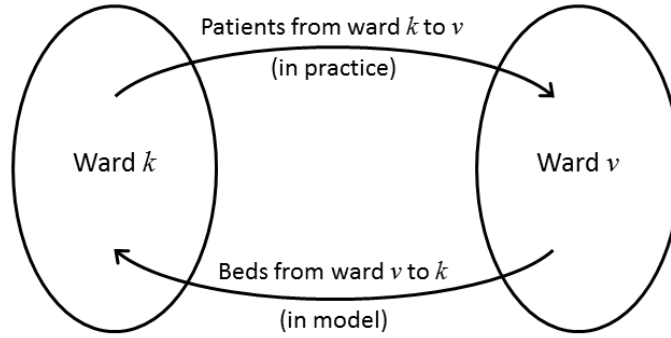 Patients from ward k to v
(in practice)
Ward k
Ward v
Beds from ward v to k
(in model)